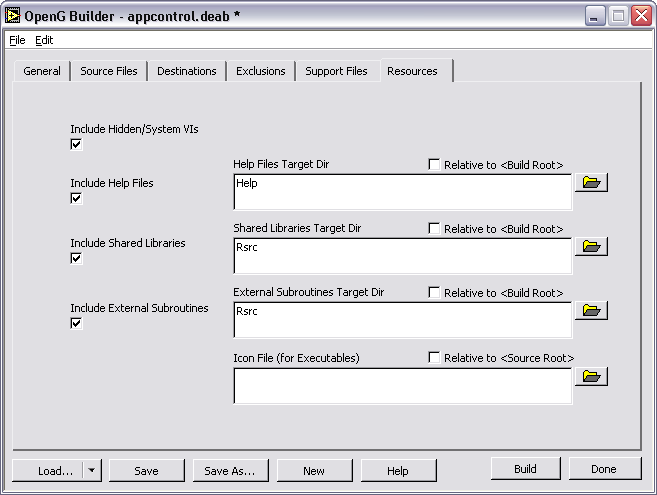 OpenG Builder - appcontrol.deab *
File Edit
General Source Files Destinations Exclusions Support Files Resources
Include Hidden/System VIs
Help Files Target Dir Relative to <Build Root>
Include Help Files
Help
Shared Libraries Target Dir Relative to <Build Root>
Include Shared Libraries
Rsrc
External Subroutines Target Dir Relative to <Build Root>
Include External Subroutines
Rsrc
Icon File (for Executables) Relative to <Source Root>
Load... Save Save As... New Help Build Done